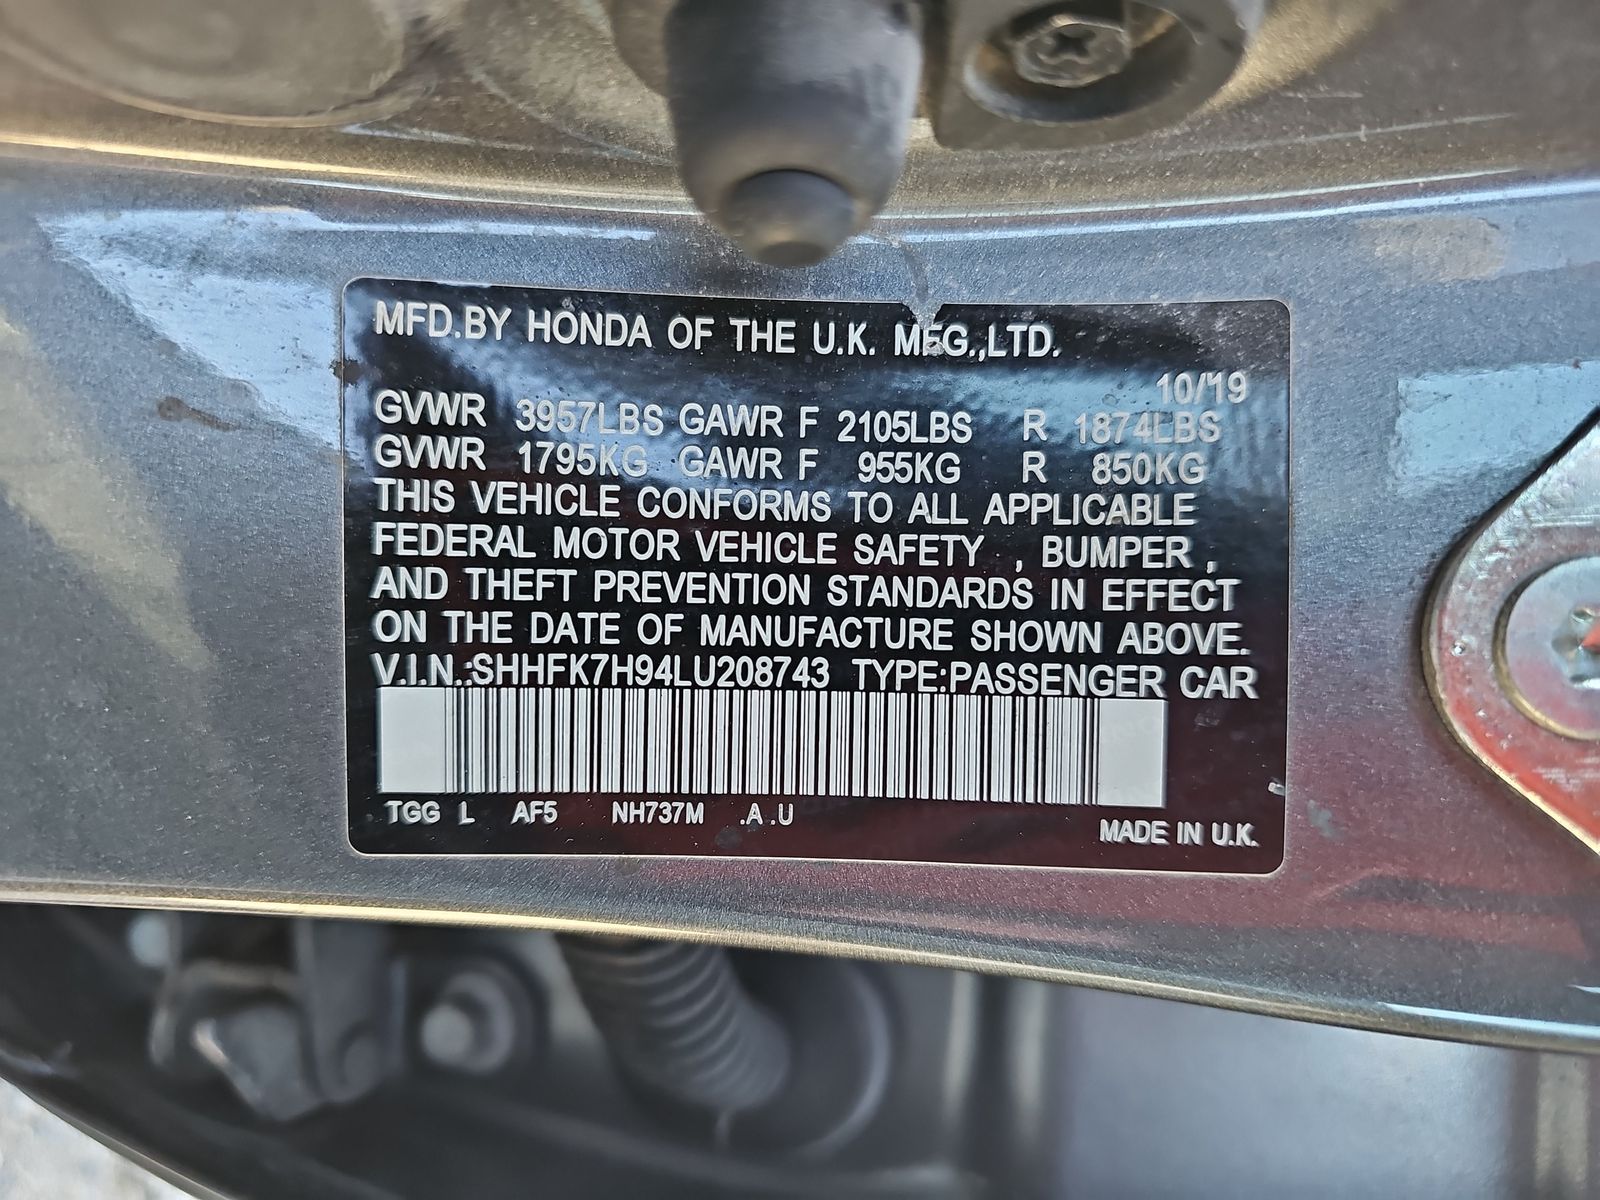 MFD.BY HONDA OF THE U.K. MFG.,LTD.
10/'19
GVWR 3957LBS GAWR F 2105LBS R 1874LBS
GVWR 1795KG GAWR F 955KG R 850KG
THIS VEHICLE CONFORMS TO ALL APPLICABLE
FEDERAL MOTOR VEHICLE SAFETY , BUMPER ,
AND THEFT PREVENTION STANDARDS IN EFFECT
ON THE DATE OF MANUFACTURE SHOWN ABOVE.
V.I.N.:SHHFK7H94LU208743 TYPE:PASSENGER CAR
TGG L AF5 NH737M .A .U
MADE IN U.K.